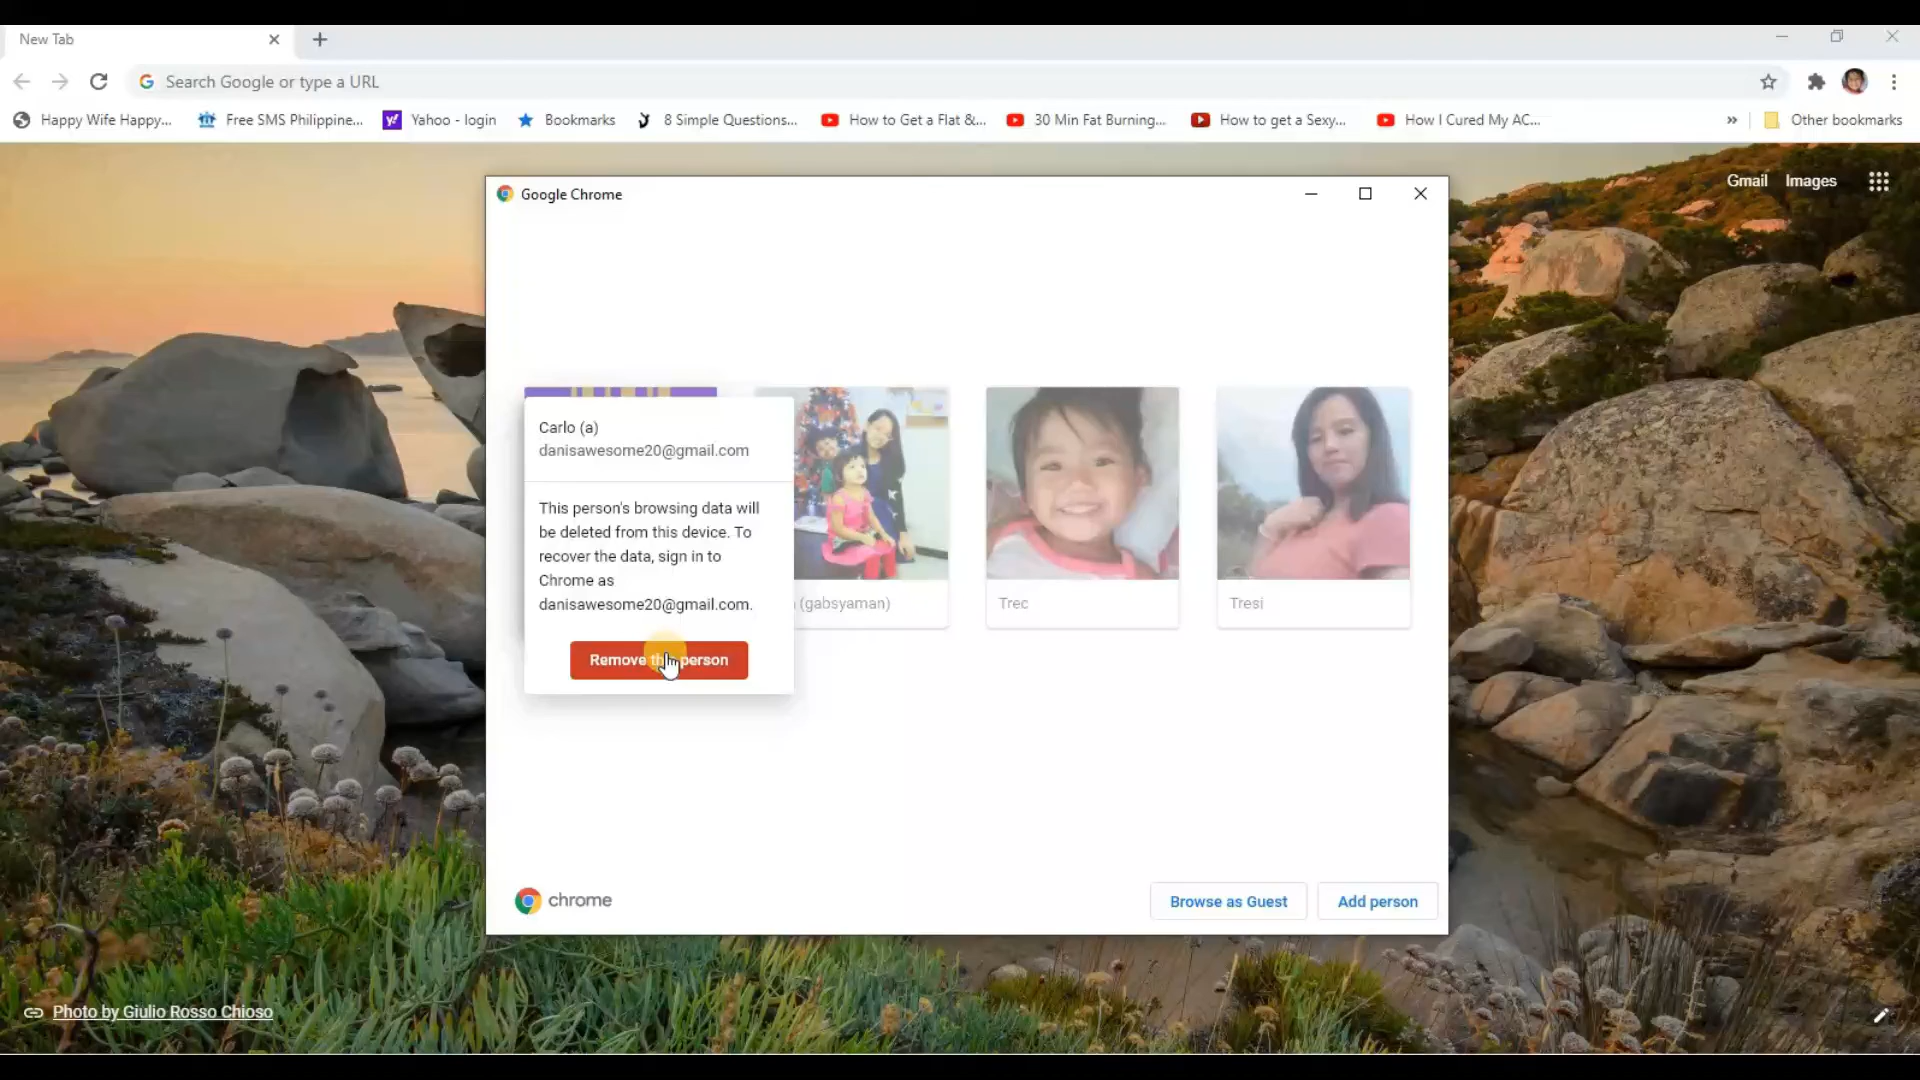 New Tab
Search Google or type a URL
Happy Wife Happy...
Free SMS Philippine...
Yahoo - login
Bookmarks
8 Simple Questions...
How to Get a Flat &...
30 Min Fat Burning...
How to get a Sexy...
How I Cured My AC...
»
Other bookmarks
Gmail
Images
Google Chrome
Carlo (a)
danisawesome20@gmail.com
This person's browsing data will
be deleted from this device. To
recover the data, sign in to
Chrome as
danisawesome20@gmail.com.
Remove person
(gabsyaman)
Trec
Tresi
chrome
Browse as Guest
Add person
Photo by Giulio Rosso Chioso